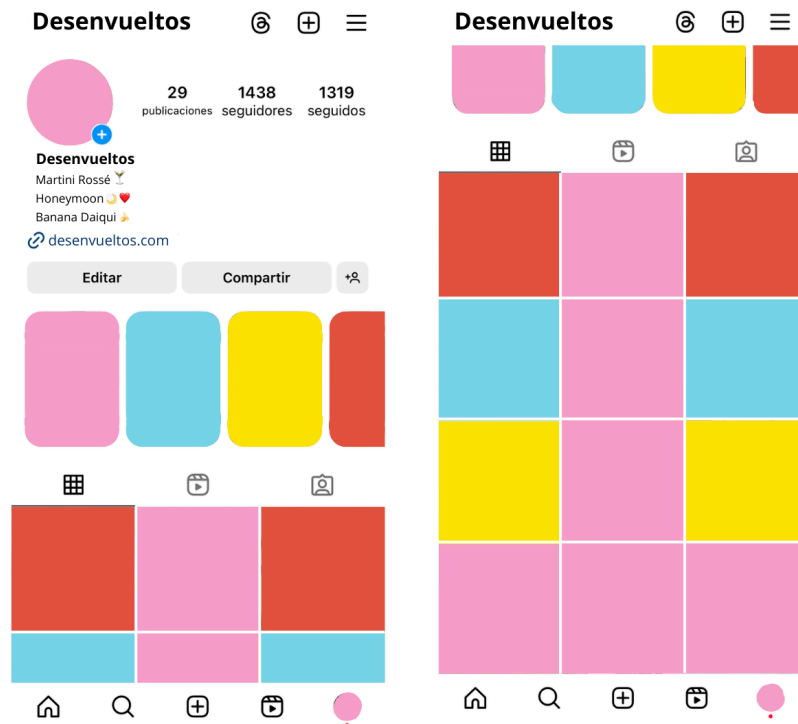 Desenvueltos
29 1438 1319
publicaciones seguidores seguidos
Desenvueltos
Martini Rossé 🍸
Honeymoon🌙❤️
Banana Daiqui 🍌
desenvueltos.com
Editar Compartir
Desenvueltos